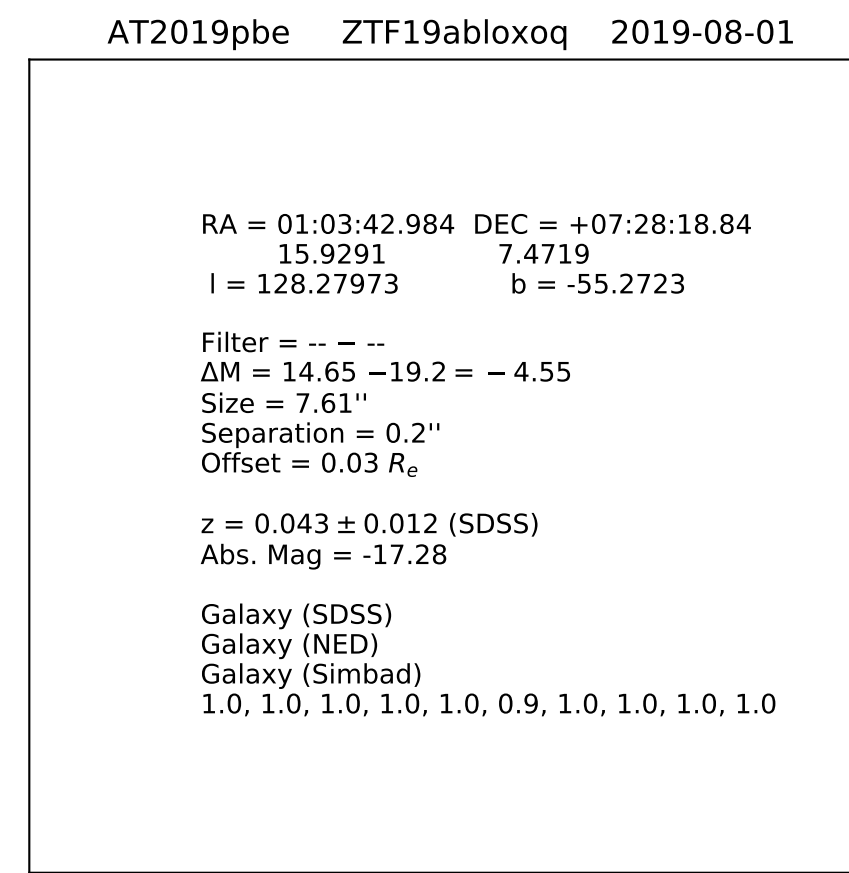 AT2019pbe ZTF19abloxoq 2019-08-01
RA = 01:03:42.984 DEC = +07:28:18.84
15.9291 7.4719
l = 128.27973 b = -55.2723
Filter = -- − --
ΔM = 14.65 −19.2 = − 4.55
Size = 7.61''
Separation = 0.2''
Offset = 0.03 Re
z = 0.043 ± 0.012 (SDSS)
Abs. Mag = -17.28
Galaxy (SDSS)
Galaxy (NED)
Galaxy (Simbad)
1.0, 1.0, 1.0, 1.0, 1.0, 0.9, 1.0, 1.0, 1.0, 1.0